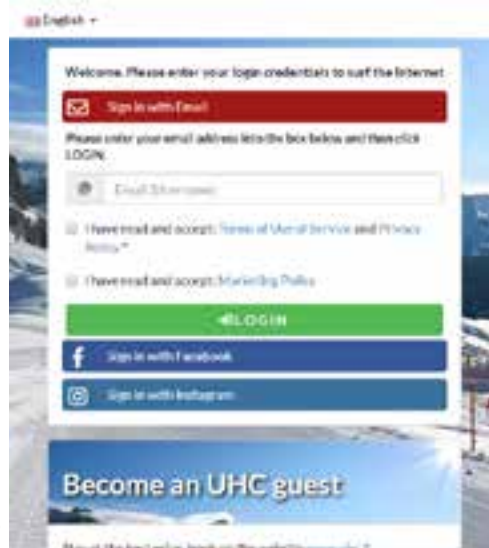 English
Welcome. Please enter your login credentials to surf the Internet
Sign in with Email
Please enter your email address into the box below and then click
LOGIN.
@ Email
I have read and accept: Terms of Use of Service and Privacy
Policy *
I have read and accept: Marketing Policy
LOGIN
f Sign in with Facebook
Sign in with Instagram
Become an UHC guest